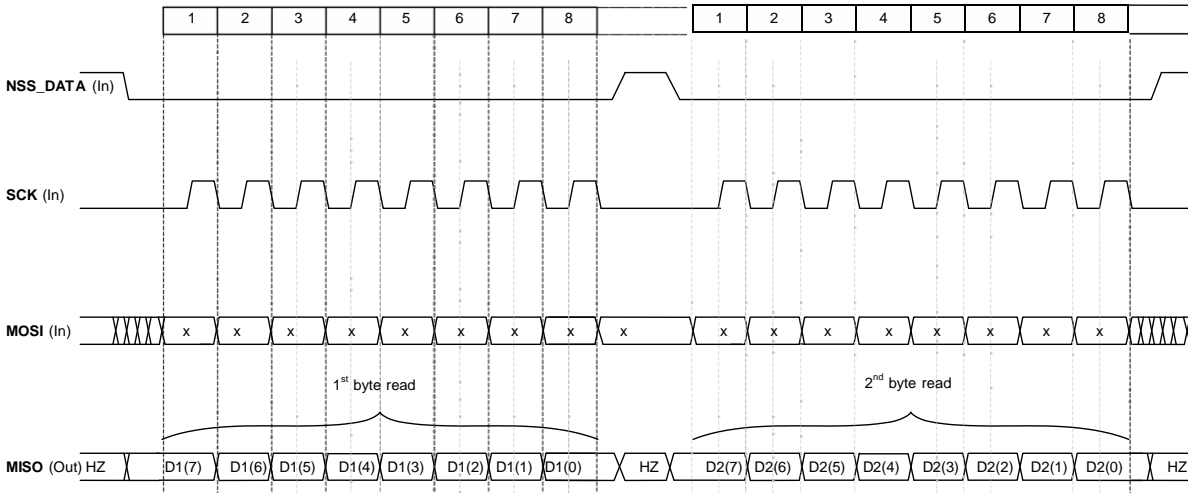 1 2 3 4 5 6 7 8 1 2 3 4 5 6 7 8
NSS_DATA (In)
SCK (In)
MOSI (In) x x x x x x x x x x x x x x x x x
1st byte read 2nd byte read
MISO (Out) HZ D1(7) D1(6) D1(5) D1(4) D1(3) D1(2) D1(1) D1(0) HZ D2(7) D2(6) D2(5) D2(4) D2(3) D2(2) D2(1) D2(0) HZ